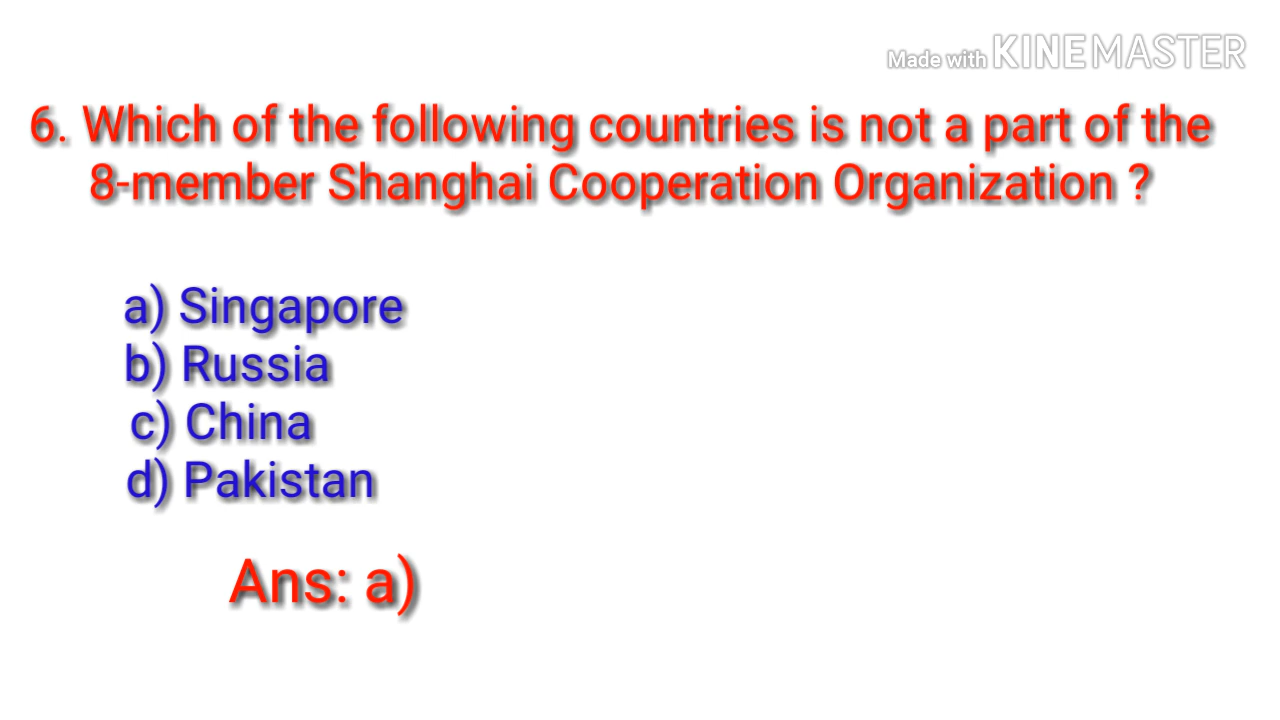 Made with KINEMASTER
6. Which of the following countries is not a part of the
8-member Shanghai Cooperation Organization ?
a) Singapore
b) Russia
c) China
d) Pakistan
Ans: a)